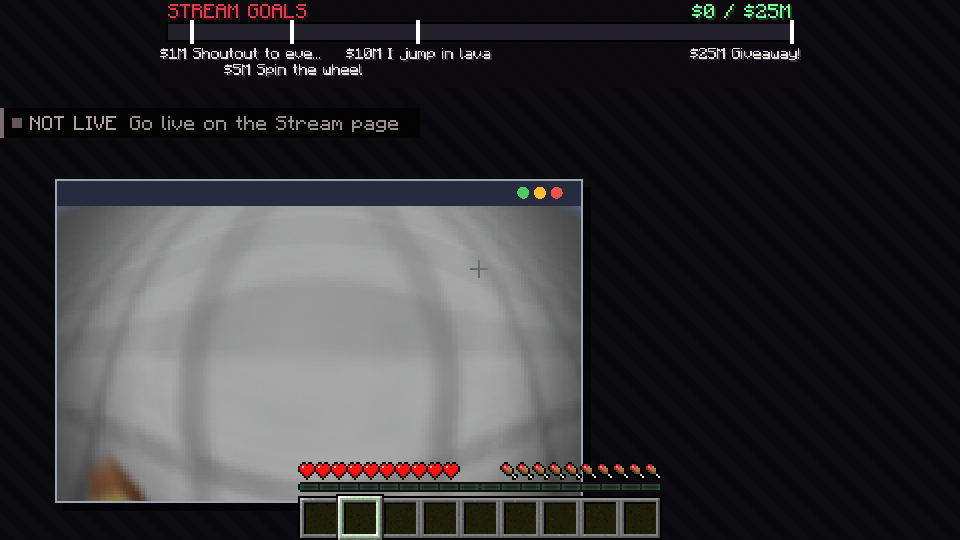 STREAM GOALS
$0 / $25M
$1M Shoutout to eve...
$10M I jump in lava
$25M Giveaway!
$5M Spin the wheel
NOT LIVE Go live on the Stream page